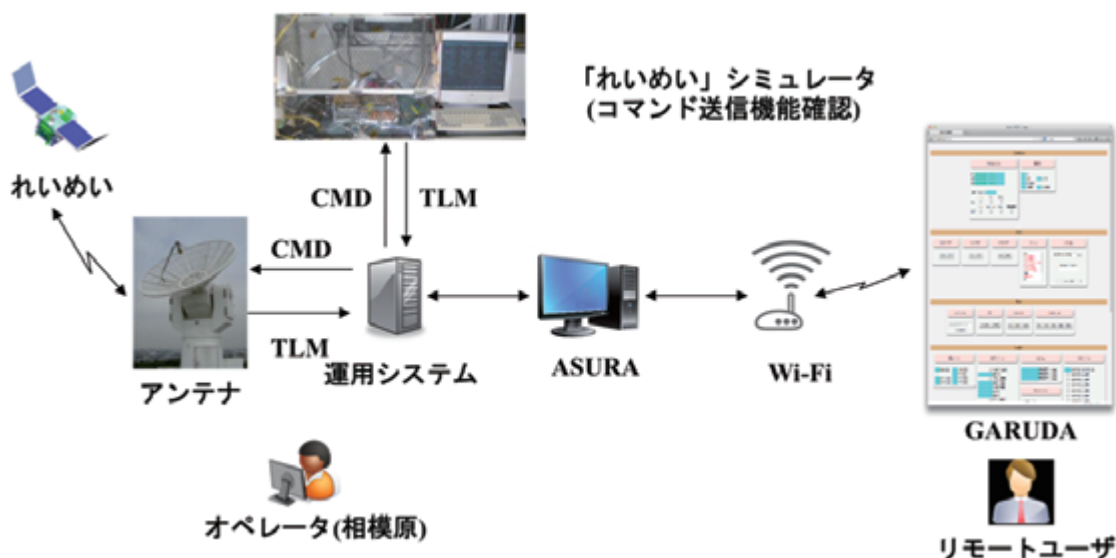 「れいめい」シミュレータ
(コマンド送信機能確認)
れいめい
CMD
TLM
CMD
TLM
アンテナ
運用システム
ASURA
Wi-Fi
GARUDA
オペレータ(相模原)
リモートユーザ